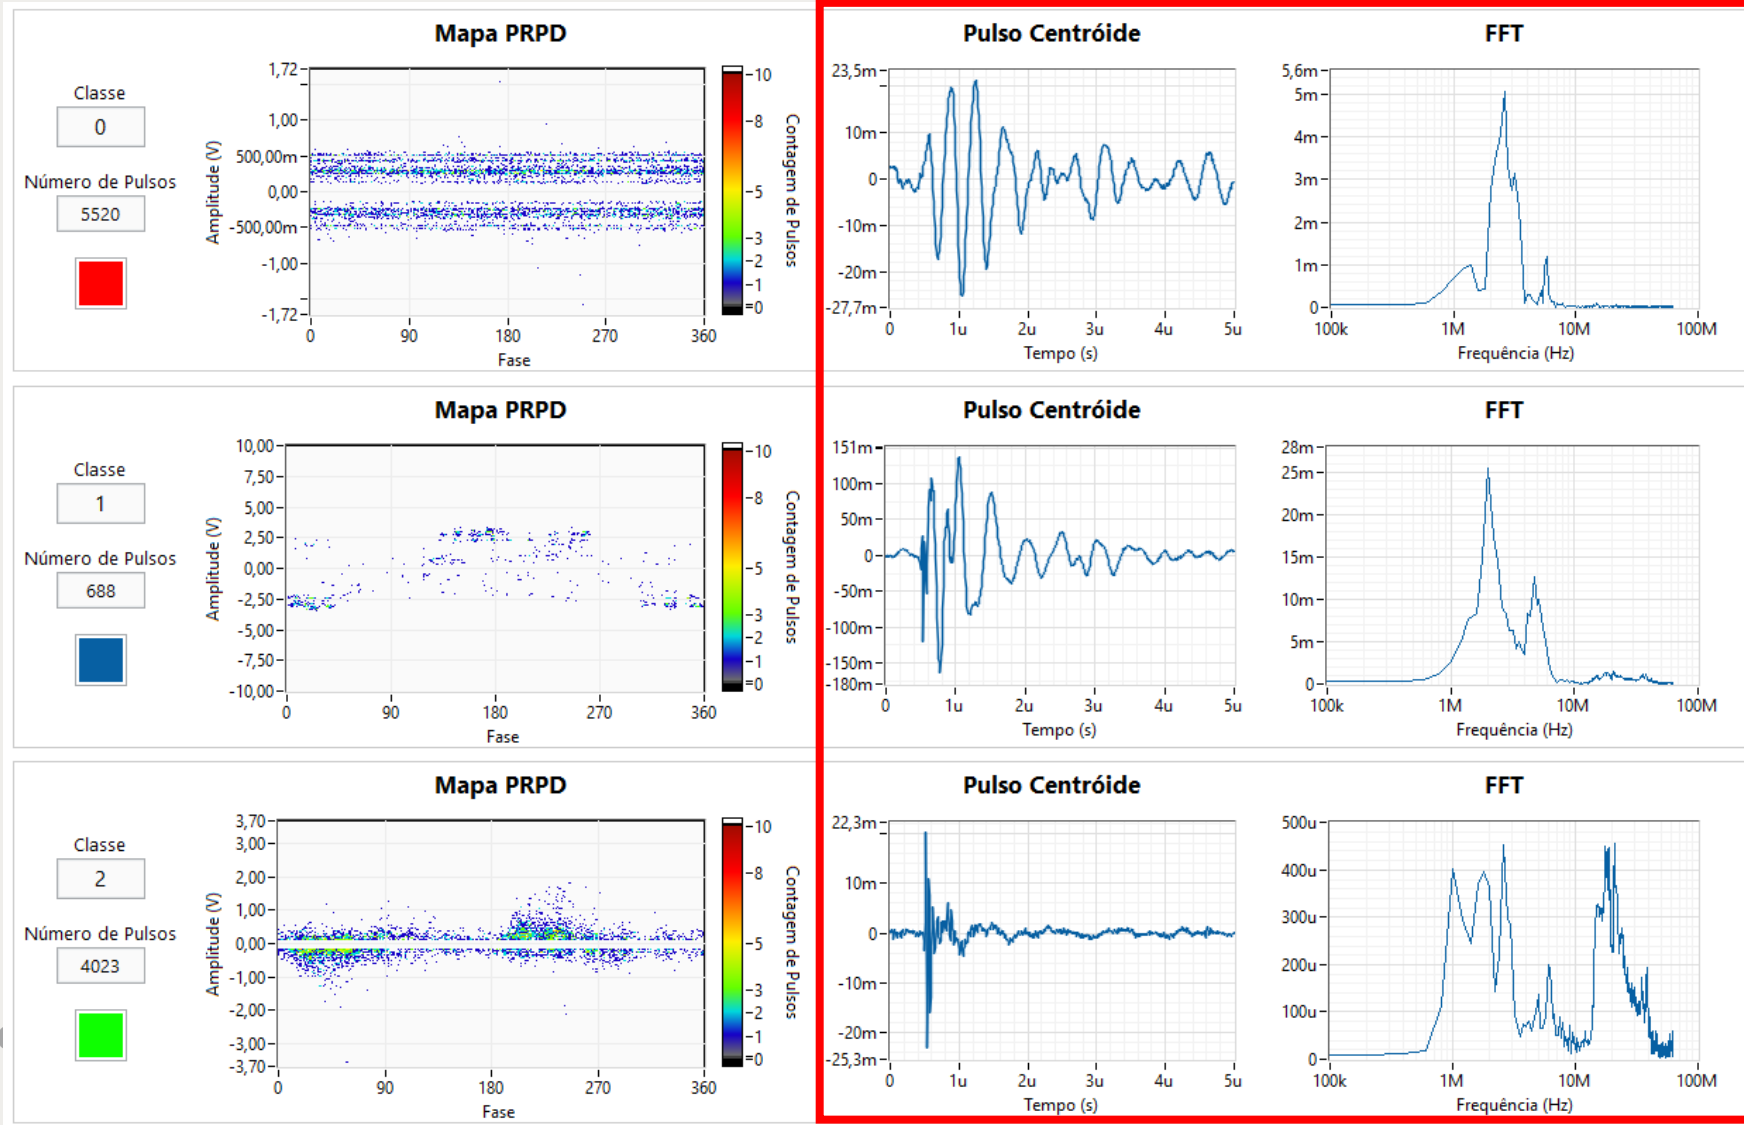 Mapa PRPD
Pulso Centróide
FFT
Classe
0
Número de Pulsos
5520
Amplitude (V)
1,72
1,00
500,00m
0,00
-500,00m
-1,00
-1,72
0
90
180
270
360
Fase
10
8
5
3
2
1
0
Contagem de Pulsos
23,5m
10m
0
-10m
-20m
-27,7m
0
1u
2u
3u
4u
5u
Tempo (s)
5,6m
5m
4m
3m
2m
1m
0
100k
1M
10M
100M
Frequência (Hz)
Mapa PRPD
Pulso Centróide
FFT
Classe
1
Número de Pulsos
688
Amplitude (V)
10,00
7,50
5,00
2,50
0,00
-2,50
-5,00
-7,50
-10,00
0
90
180
270
360
Fase
10
8
5
3
2
1
0
Contagem de Pulsos
151m
100m
50m
0
-50m
-100m
-150m
-180m
0
1u
2u
3u
4u
5u
Tempo (s)
28m
25m
20m
15m
10m
5m
0
100k
1M
10M
100M
Frequência (Hz)
Mapa PRPD
Pulso Centróide
FFT
Classe
2
Número de Pulsos
4023
Amplitude (V)
3,70
3,00
2,00
1,00
0,00
-1,00
-2,00
-3,00
-3,70
0
90
180
270
360
Fase
10
8
5
3
2
1
0
Contagem de Pulsos
22,3m
10m
0
-10m
-20m
-25,3m
0
1u
2u
3u
4u
5u
Tempo (s)
500u
400u
300u
200u
100u
0
100k
1M
10M
100M
Frequência (Hz)